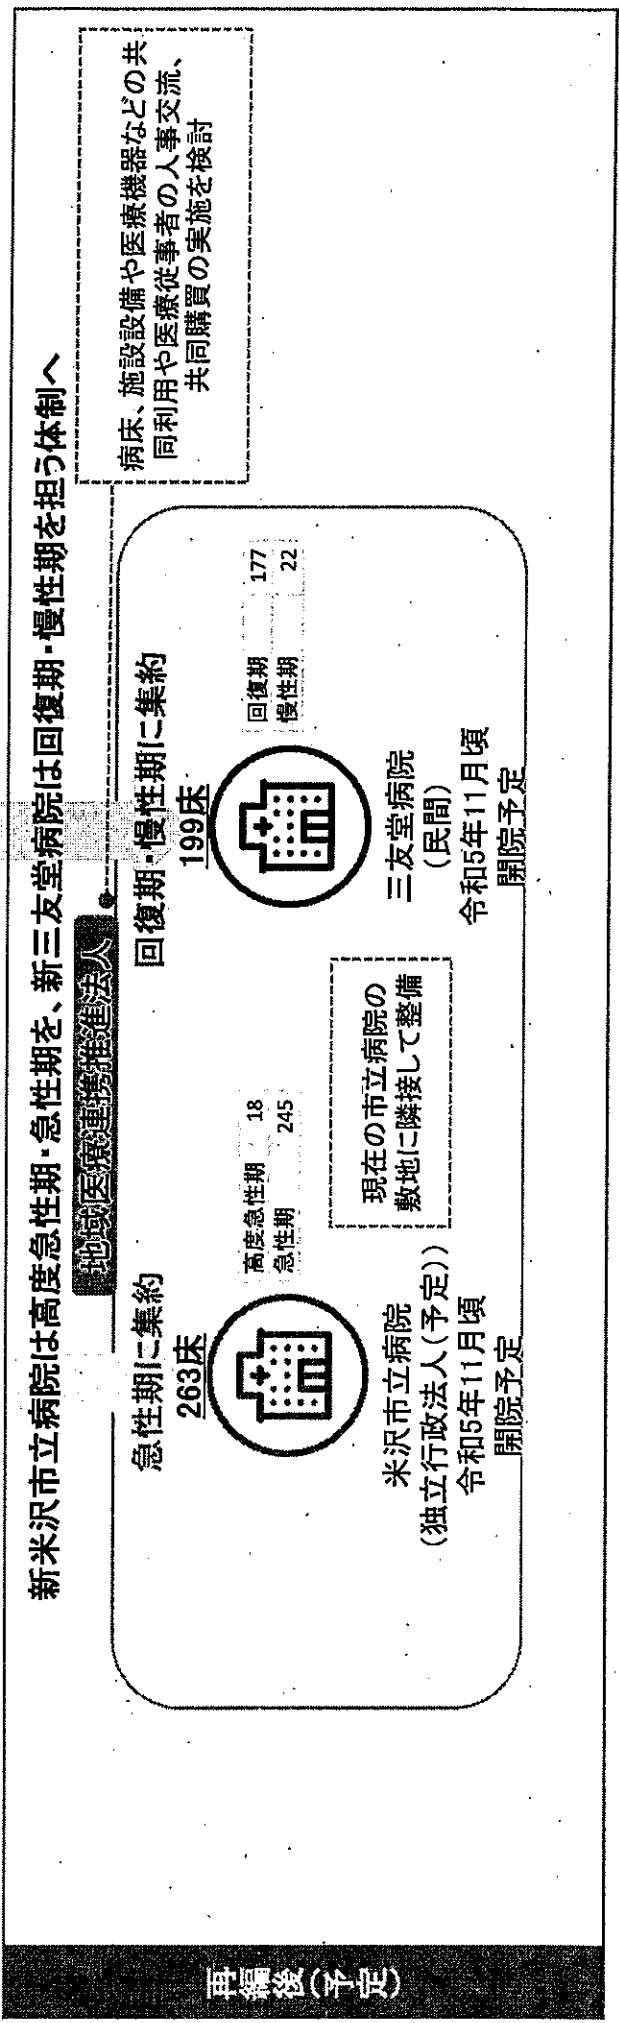 再編後(予定)
新米沢市立病院は高度急性期・急性期を、新三友堂病院は回復期・慢性期を担う体制へ
地域医療連携推進法人
病床、施設設備や医療機器などの共
同利用や医療従事者の人事交流、
共同購買の実施を検討
急性期に集約
263床
高度急性期 18
急性期 245
米沢市立病院
(独立行政法人(予定))
令和5年11月頃
開院予定
現在の市立病院の
敷地に隣接して整備
回復期・慢性期に集約
199床
回復期 177
慢性期 22
三友堂病院
(民間)
令和5年11月頃
開院予定